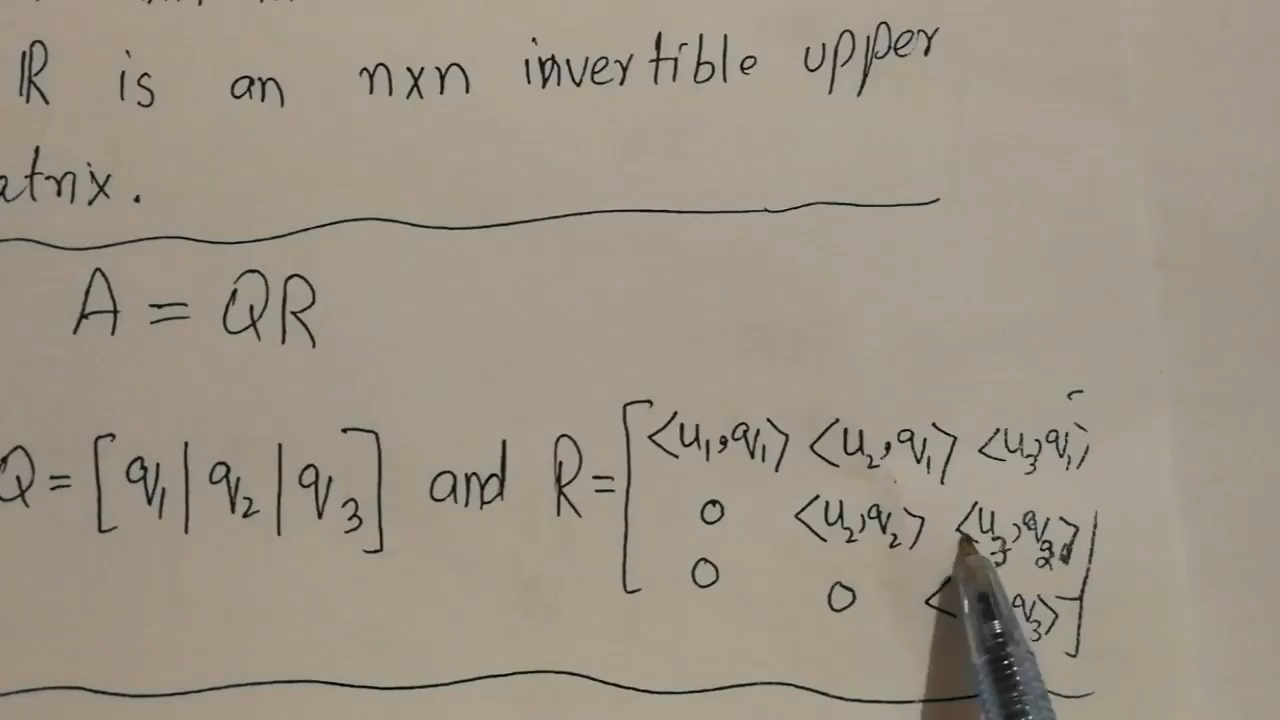 R is an nxn invertible upper
atrix.
A = QR
Q = [q₁ | q₂ | q₃] and R = [<u₁,q₁> <u₂,q₁> <u₃,q₁>
0 <u₂,q₂> <u₃,q₂>
0 0 < q₃>]